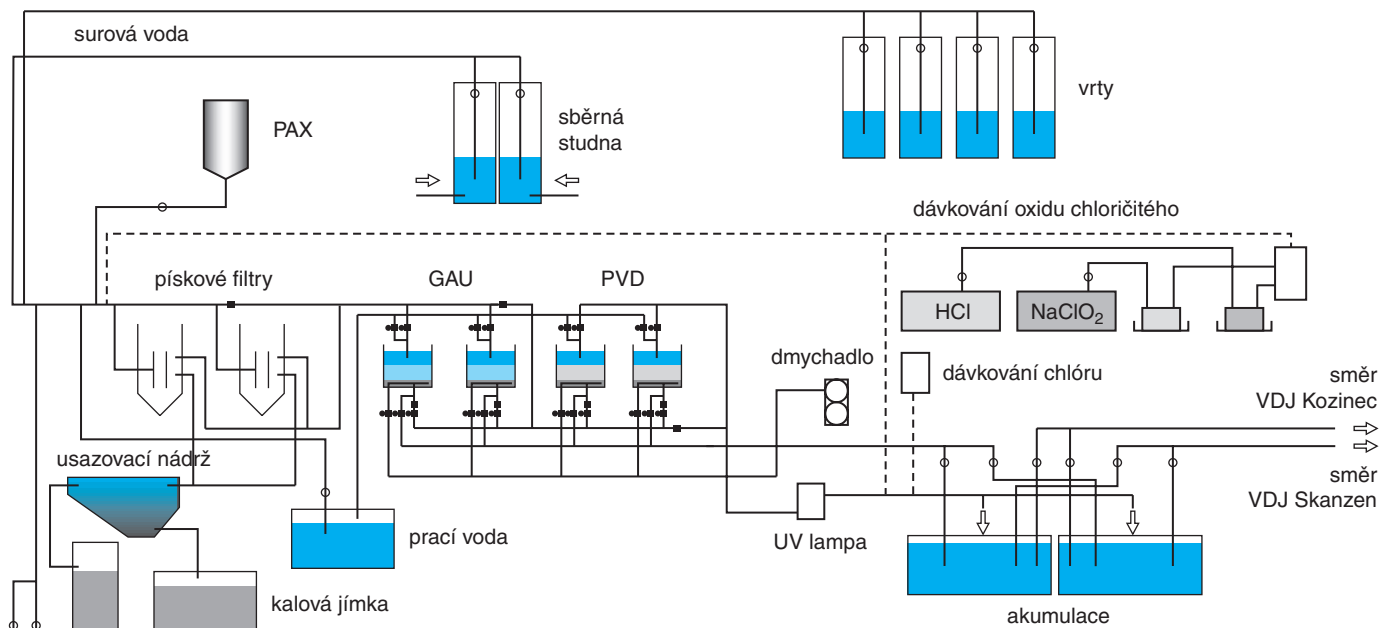 surová voda
PAX
sběrná
studna
vrty
dávkování oxidu chloričitého
pískové filtry
GAU
PVD
HCl
NaClO₂
dmychadlo
dávkování chlóru
směr
VDJ Kozinec
usazovací nádrž
směr
VDJ Skanzen
prací voda
UV lampa
kalová jímka
akumulace